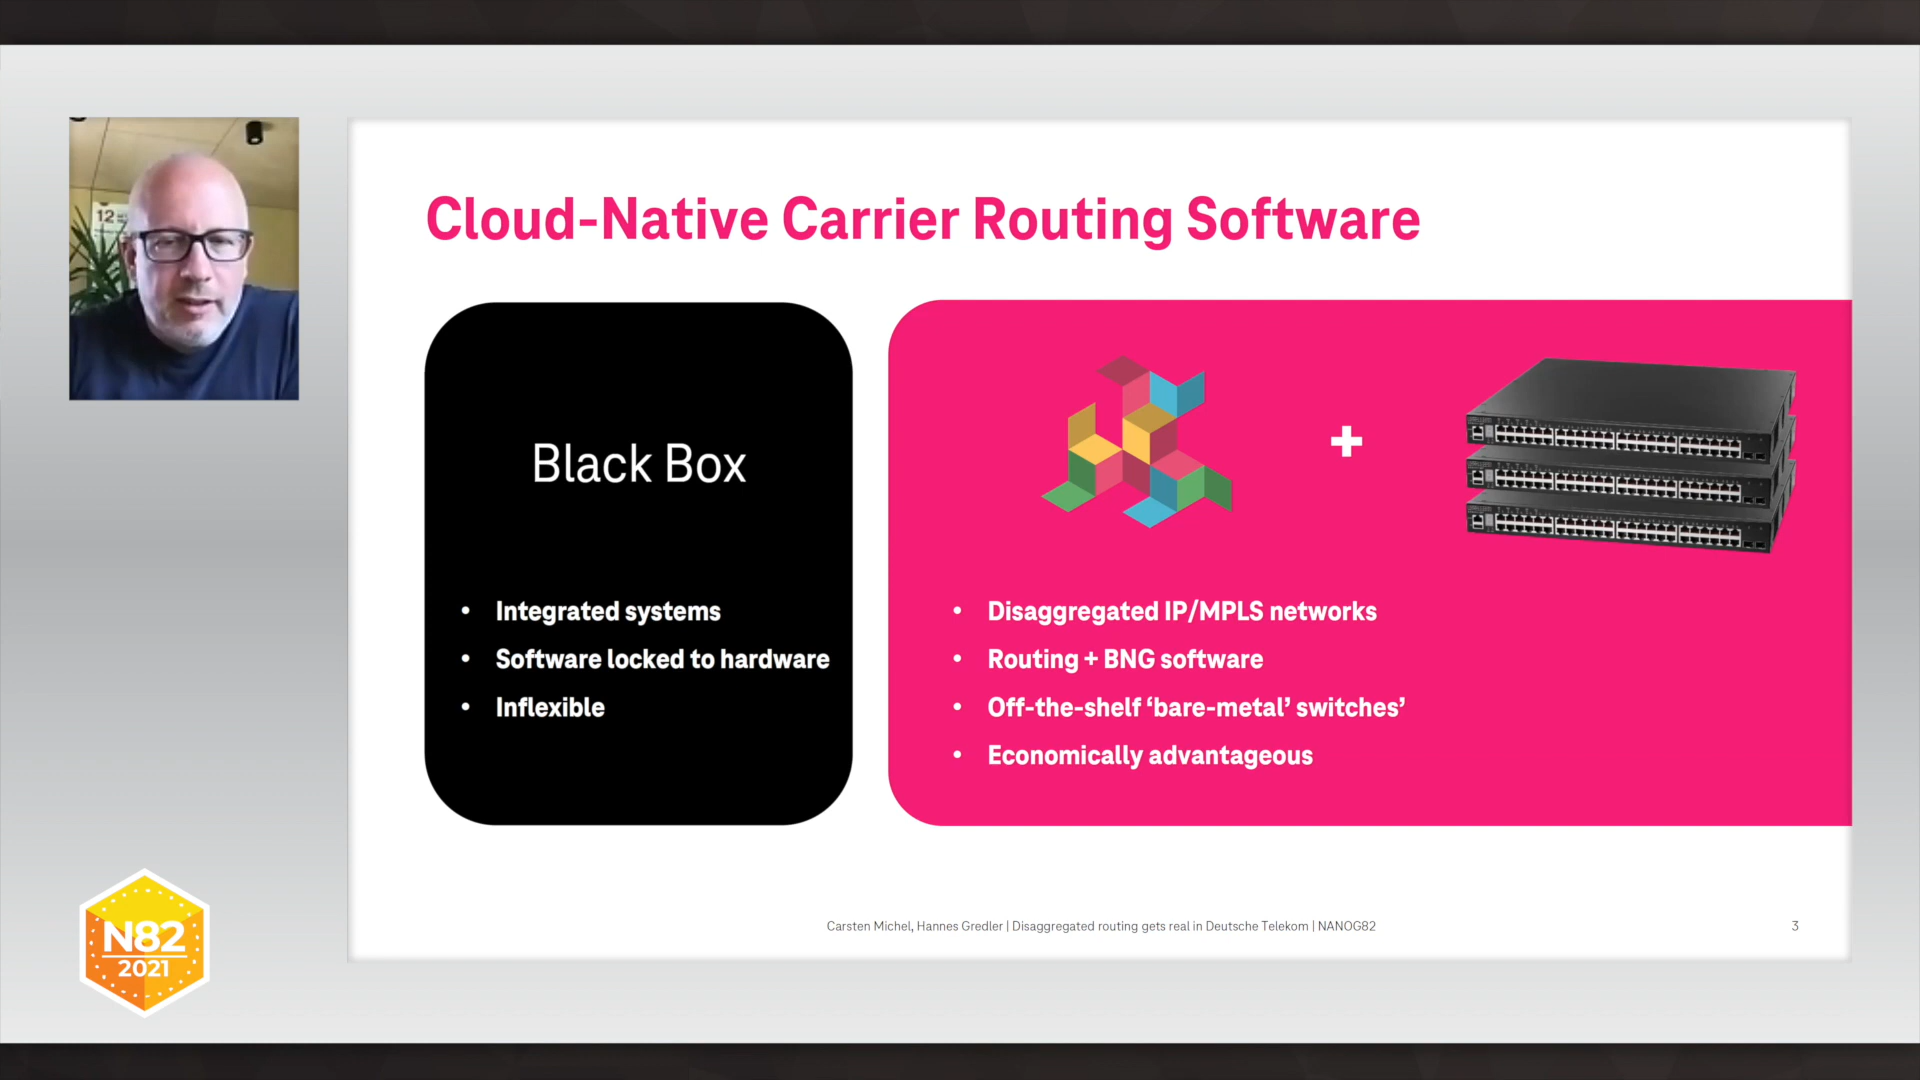 12
Cloud-Native Carrier Routing Software
Black Box
• Integrated systems
• Software locked to hardware
• Inflexible
+
• Disaggregated IP/MPLS networks
• Routing + BNG software
• Off-the-shelf ‘bare-metal’ switches’
• Economically advantageous
N82
2021
Carsten Michel, Hannes Gredler | Disaggregated routing gets real in Deutsche Telekom | NANOG82
3